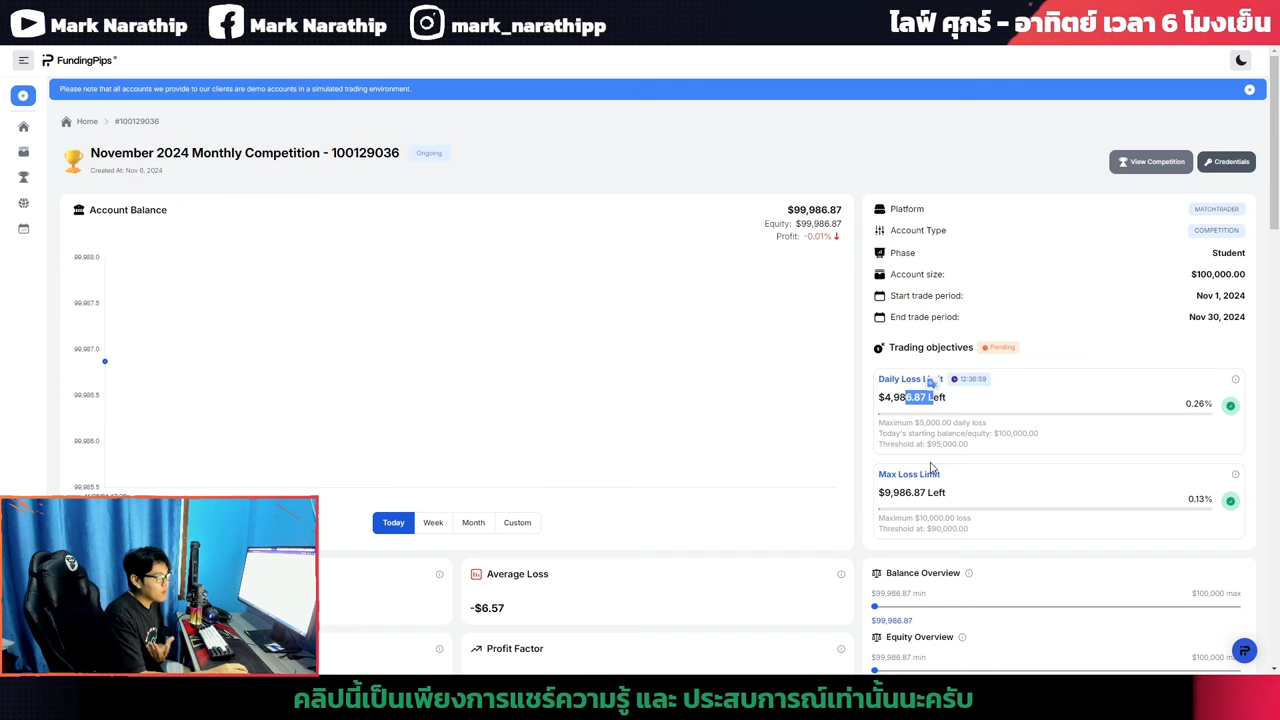 Mark Narathip
Mark Narathip
mark_narathipp
ไลฟ์ ศุกร์ - อาทิตย์ เวลา 6 โมงเย็น
FundingPips®
Please note that all accounts we provide to our clients are demo accounts in a simulated trading environment.
Home > #100129036
November 2024 Monthly Competition - 100129036
Ongoing
Created At: Nov 6, 2024
View Competition
Credentials
Account Balance
$99,986.87
Equity: $99,986.87
Profit: -0.01%
99,988.0
99,987.5
99,987.0
99,986.5
99,986.0
99,985.5
Today
Week
Month
Custom
Platform
MATCHTRADER
Account Type
COMPETITION
Phase
Student
Account size:
$100,000.00
Start trade period:
Nov 1, 2024
End trade period:
Nov 30, 2024
Trading objectives
Pending
Daily Loss Limit
12:36:59
$4,986.87 Left
0.26%
Maximum $5,000.00 daily loss
Today's starting balance/equity: $100,000.00
Threshold at: $95,000.00
Max Loss Limit
$9,986.87 Left
0.13%
Maximum $10,000.00 loss
Threshold at: $90,000.00
Average Loss
-$6.57
Profit Factor
Balance Overview
$99,986.87 min
$100,000 max
$99,986.87
Equity Overview
$99,986.87 min
คลิปนี้เป็นเพียงการแชร์ความรู้ และ ประสบการณ์เท่านั้นนะครับ